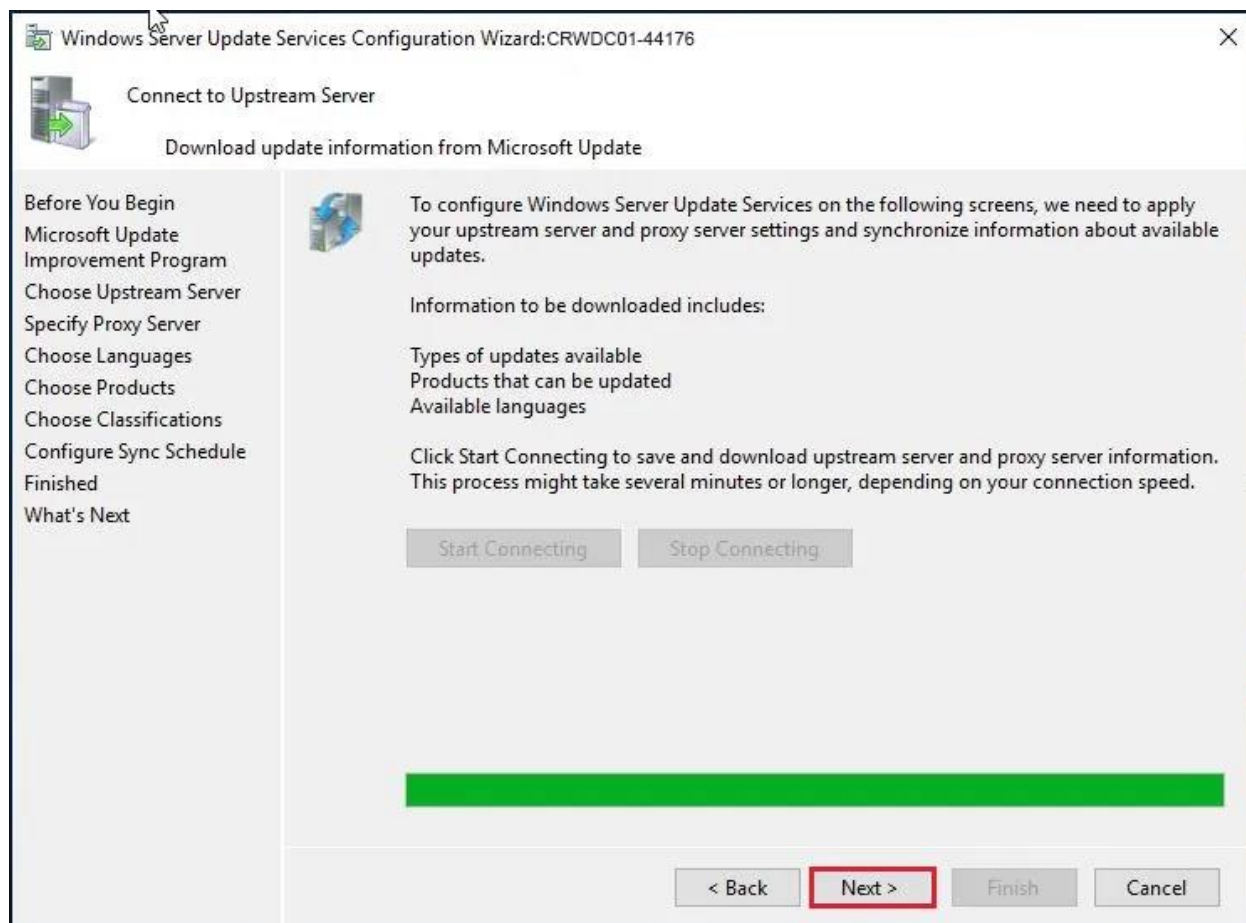 Windows Server Update Services Configuration Wizard:CRWDC01-44176
Connect to Upstream Server
Download update information from Microsoft Update
Before You Begin
Microsoft Update
Improvement Program
Choose Upstream Server
Specify Proxy Server
Choose Languages
Choose Products
Choose Classifications
Configure Sync Schedule
Finished
What's Next
To configure Windows Server Update Services on the following screens, we need to apply
your upstream server and proxy server settings and synchronize information about available
updates.
Information to be downloaded includes:
Types of updates available
Products that can be updated
Available languages
Click Start Connecting to save and download upstream server and proxy server information.
This process might take several minutes or longer, depending on your connection speed.
Start Connecting Stop Connecting
< Back Next > Finish Cancel